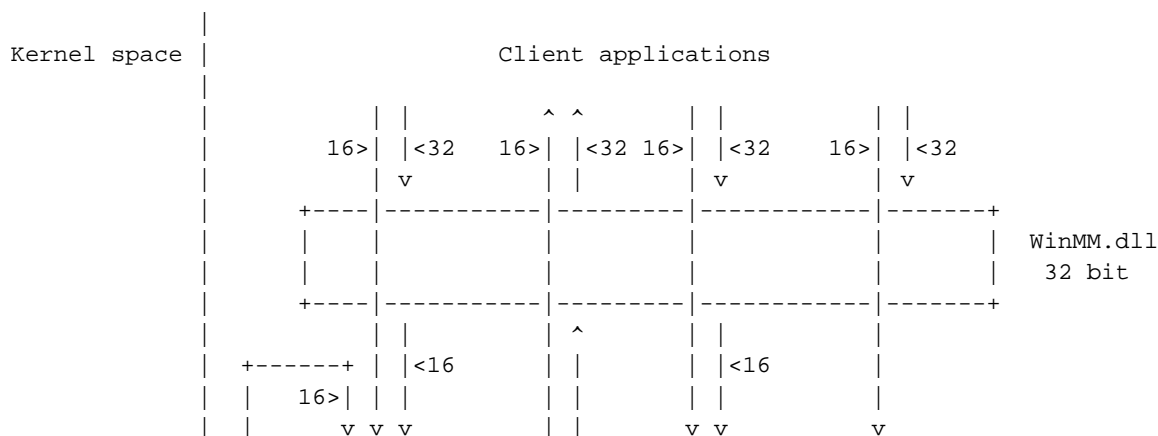 Kernel space | Client applications
16>| |<32 16>| |<32 16>| |<32 16>| |<32
WinMM.dll
32 bit
|<16 |<16
16>|